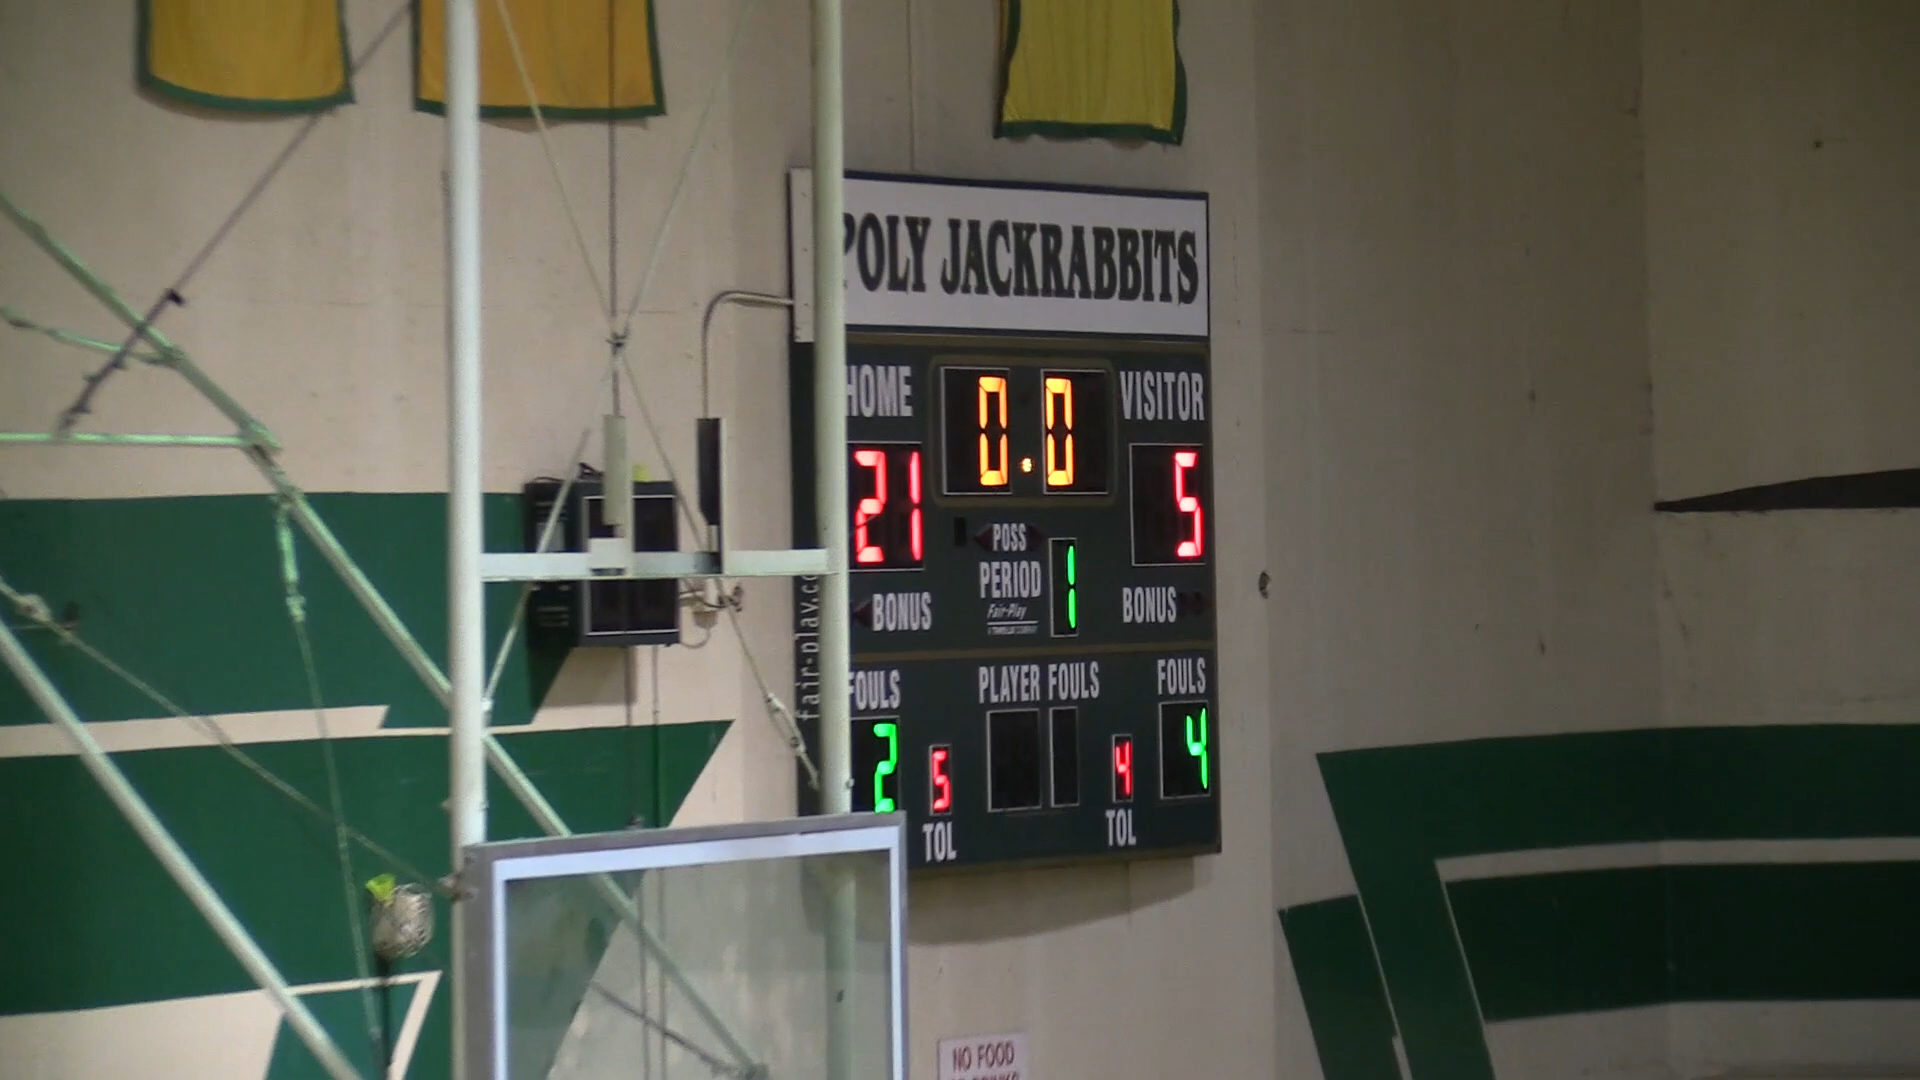 POLY JACKRABBITS
HOME 0.0 VISITOR
21 5
POSS
PERIOD 1
Fair-Play
BONUS BONUS
fair-play.co
FOULS PLAYER FOULS FOULS
2 5 4 4
TOL TOL
NO FOOD